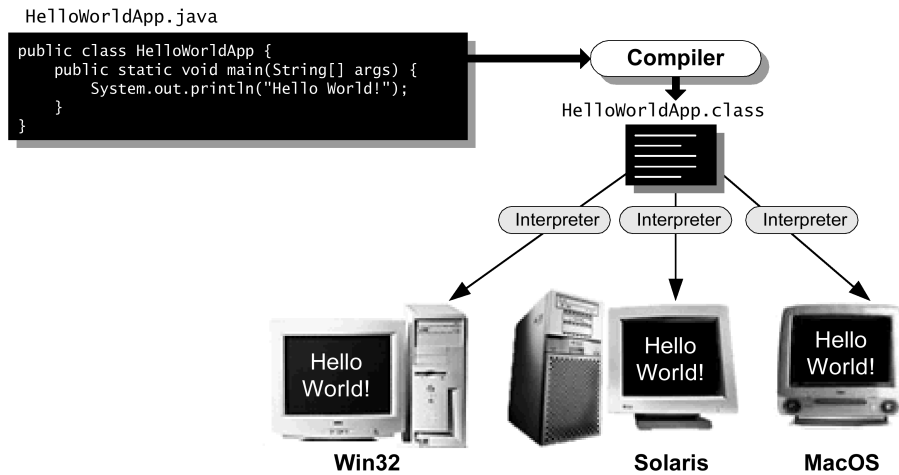 HelloWorldApp.java
public class HelloWorldApp {
    public static void main(String[] args) {
        System.out.println("Hello World!");
    }
}
Compiler
HelloWorldApp.class
Interpreter
Interpreter
Interpreter
Hello
World!
Hello
World!
Hello
World!
Win32
Solaris
MacOS